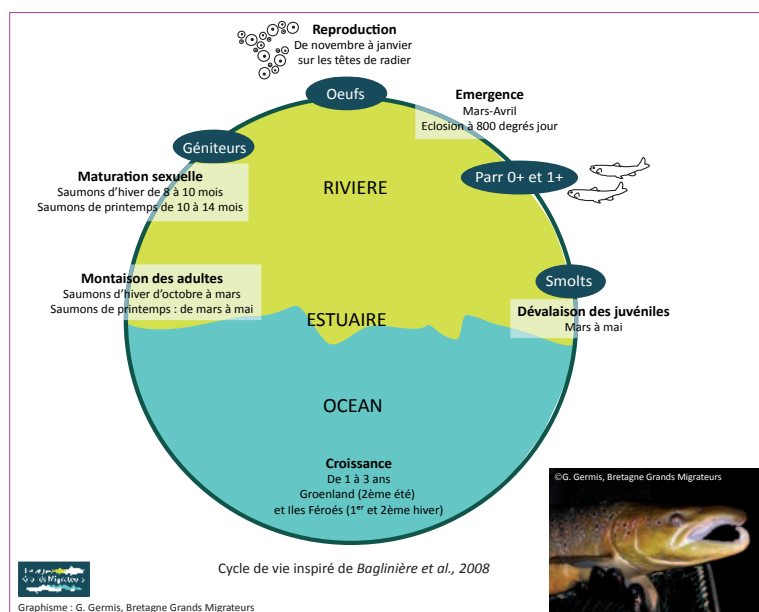 Reproduction
De novembre à janvier
sur les têtes de radier
Oeufs
Emergence
Mars-Avril
Eclosion à 800 degrés jour
Géniteurs
Maturation sexuelle
Saumons d'hiver de 8 à 10 mois
Saumons de printemps de 10 à 14 mois
RIVIERE
Parr 0+ et 1+
Montaison des adultes
Saumons d'hiver d'octobre à mars
Saumons de printemps : de mars à mai
Smolts
Dévalaison des juvéniles
Mars à mai
ESTUAIRE
OCEAN
Croissance
De 1 à 3 ans
Groenland (2ème été)
et Iles Féroés (1er et 2ème hiver)
©G. Germis, Bretagne Grands Migrateurs
Cycle de vie inspiré de Baglinière et al., 2008
Grands Migrateurs
Graphisme : G. Germis, Bretagne Grands Migrateurs